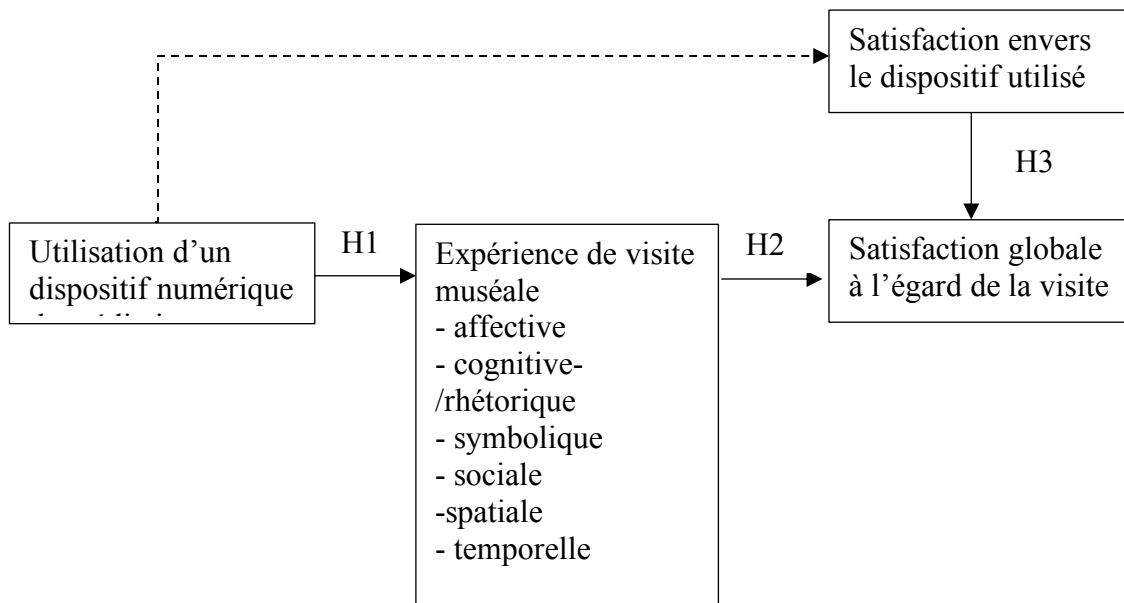 Satisfaction envers
le dispositif utilisé
H3
Utilisation d’un
dispositif numérique
H1
Expérience de visite
muséale
- affective
- cognitive-
/rhétorique
- symbolique
- sociale
-spatiale
- temporelle
H2
Satisfaction globale
à l’égard de la visite